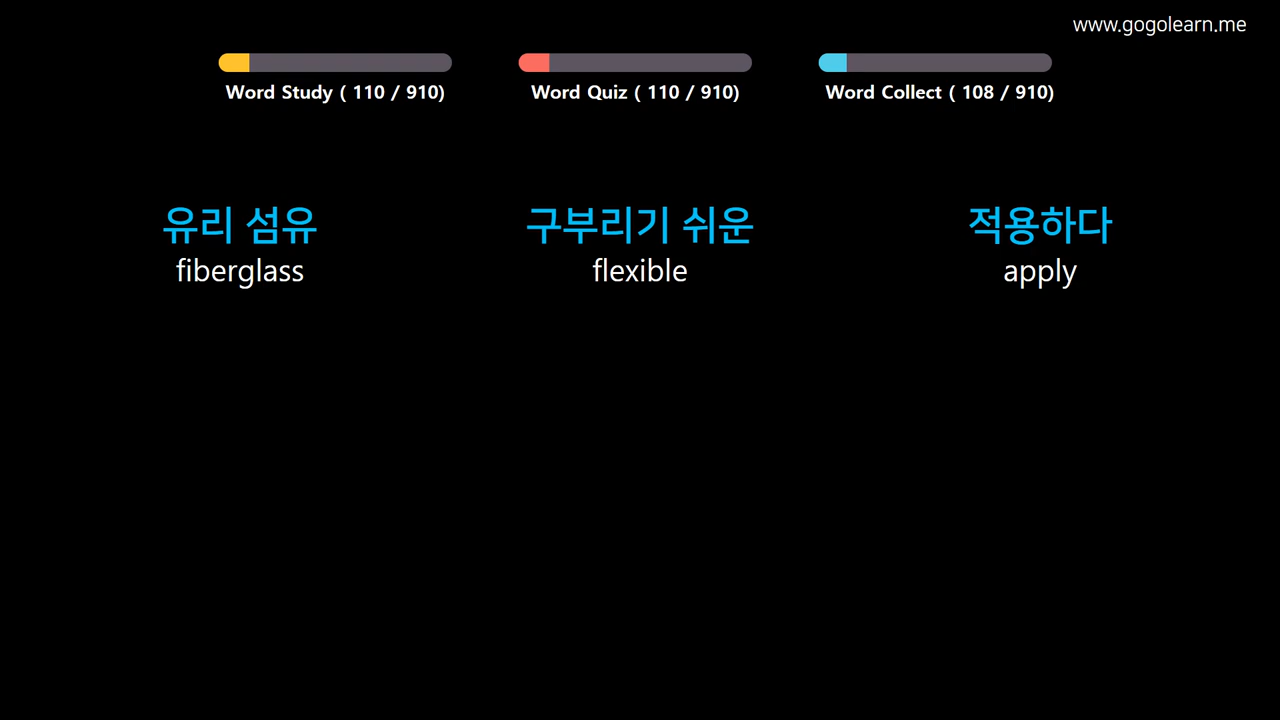 www.gogolearn.me
Word Study ( 110 / 910)
Word Quiz ( 110 / 910)
Word Collect ( 108 / 910)
유리 섬유
fiberglass
구부리기 쉬운
flexible
적용하다
apply